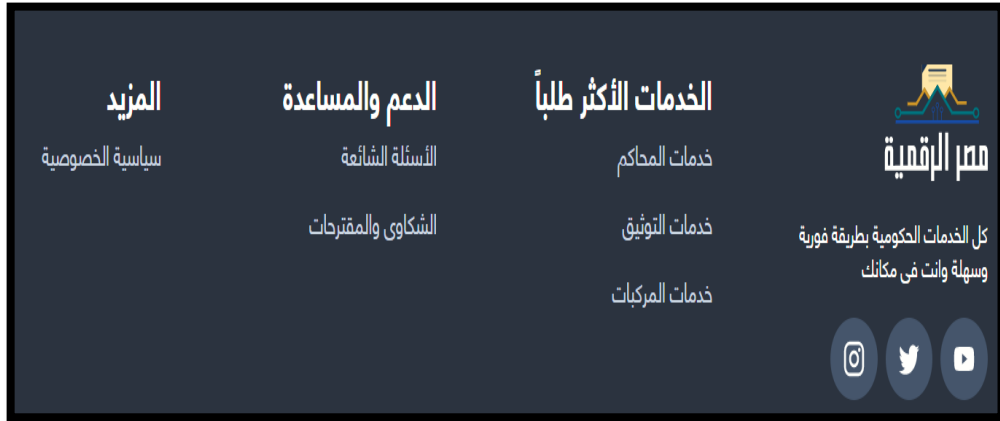 مصر الرقمية
كل الخدمات الحكومية بطريقة فورية
وسهلة وانت فى مكانك
الخدمات الأكثر طلباً
خدمات المحاكم
خدمات التوثيق
خدمات المركبات
الدعم والمساعدة
الأسئلة الشائعة
الشكاوى والمقترحات
المزيد
سياسية الخصوصية